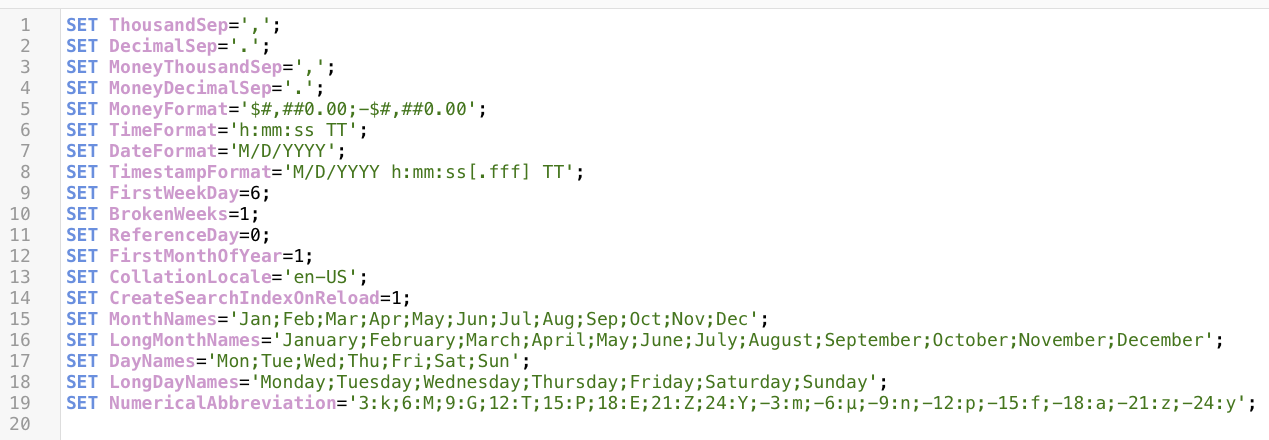 1 SET ThousandSep=',';
2 SET DecimalSep='.';
3 SET MoneyThousandSep=',';
4 SET MoneyDecimalSep='.';
5 SET MoneyFormat='$#,##0.00;-$#,##0.00';
6 SET TimeFormat='h:mm:ss TT';
7 SET DateFormat='M/D/YYYY';
8 SET TimestampFormat='M/D/YYYY h:mm:ss[.fff] TT';
9 SET FirstWeekDay=6;
10 SET BrokenWeeks=1;
11 SET ReferenceDay=0;
12 SET FirstMonthOfYear=1;
13 SET CollationLocale='en-US';
14 SET CreateSearchIndexOnReload=1;
15 SET MonthNames='Jan;Feb;Mar;Apr;May;Jun;Jul;Aug;Sep;Oct;Nov;Dec';
16 SET LongMonthNames='January;February;March;April;May;June;July;August;September;October;November;December';
17 SET DayNames='Mon;Tue;Wed;Thu;Fri;Sat;Sun';
18 SET LongDayNames='Monday;Tuesday;Wednesday;Thursday;Friday;Saturday;Sunday';
19 SET NumericalAbbreviation='3:k;6:M;9:G;12:T;15:P;18:E;21:Z;24:Y;-3:m;-6:μ;-9:n;-12:p;-15:f;-18:a;-21:z;-24:y';
20